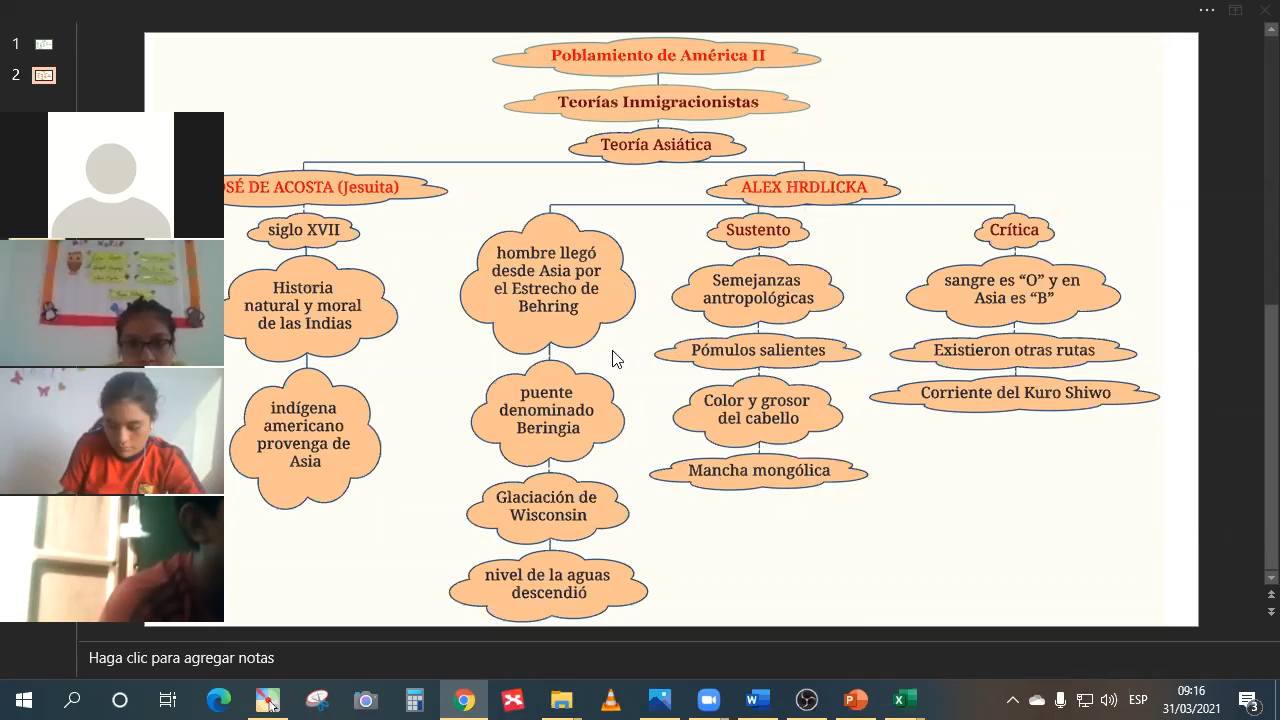 1
2
Poblamiento de América II
Teorías Inmigracionistas
Teoría Asiática
OSÉ DE ACOSTA (Jesuita)
siglo XVII
Historia
natural y moral
de las Indias
indígena
americano
provenga de
Asia
ALEX HRDLICKA
hombre llegó
desde Asia por
el Estrecho de
Behring
puente
denominado
Beringia
Glaciación de
Wisconsin
nivel de la aguas
descendió
Sustento
Semejanzas
antropológicas
Pómulos salientes
Color y grosor
del cabello
Mancha mongólica
Crítica
sangre es “O” y en
Asia es “B”
Existieron otras rutas
Corriente del Kuro Shiwo
Haga clic para agregar notas
ESP
09:16
31/03/2021
3